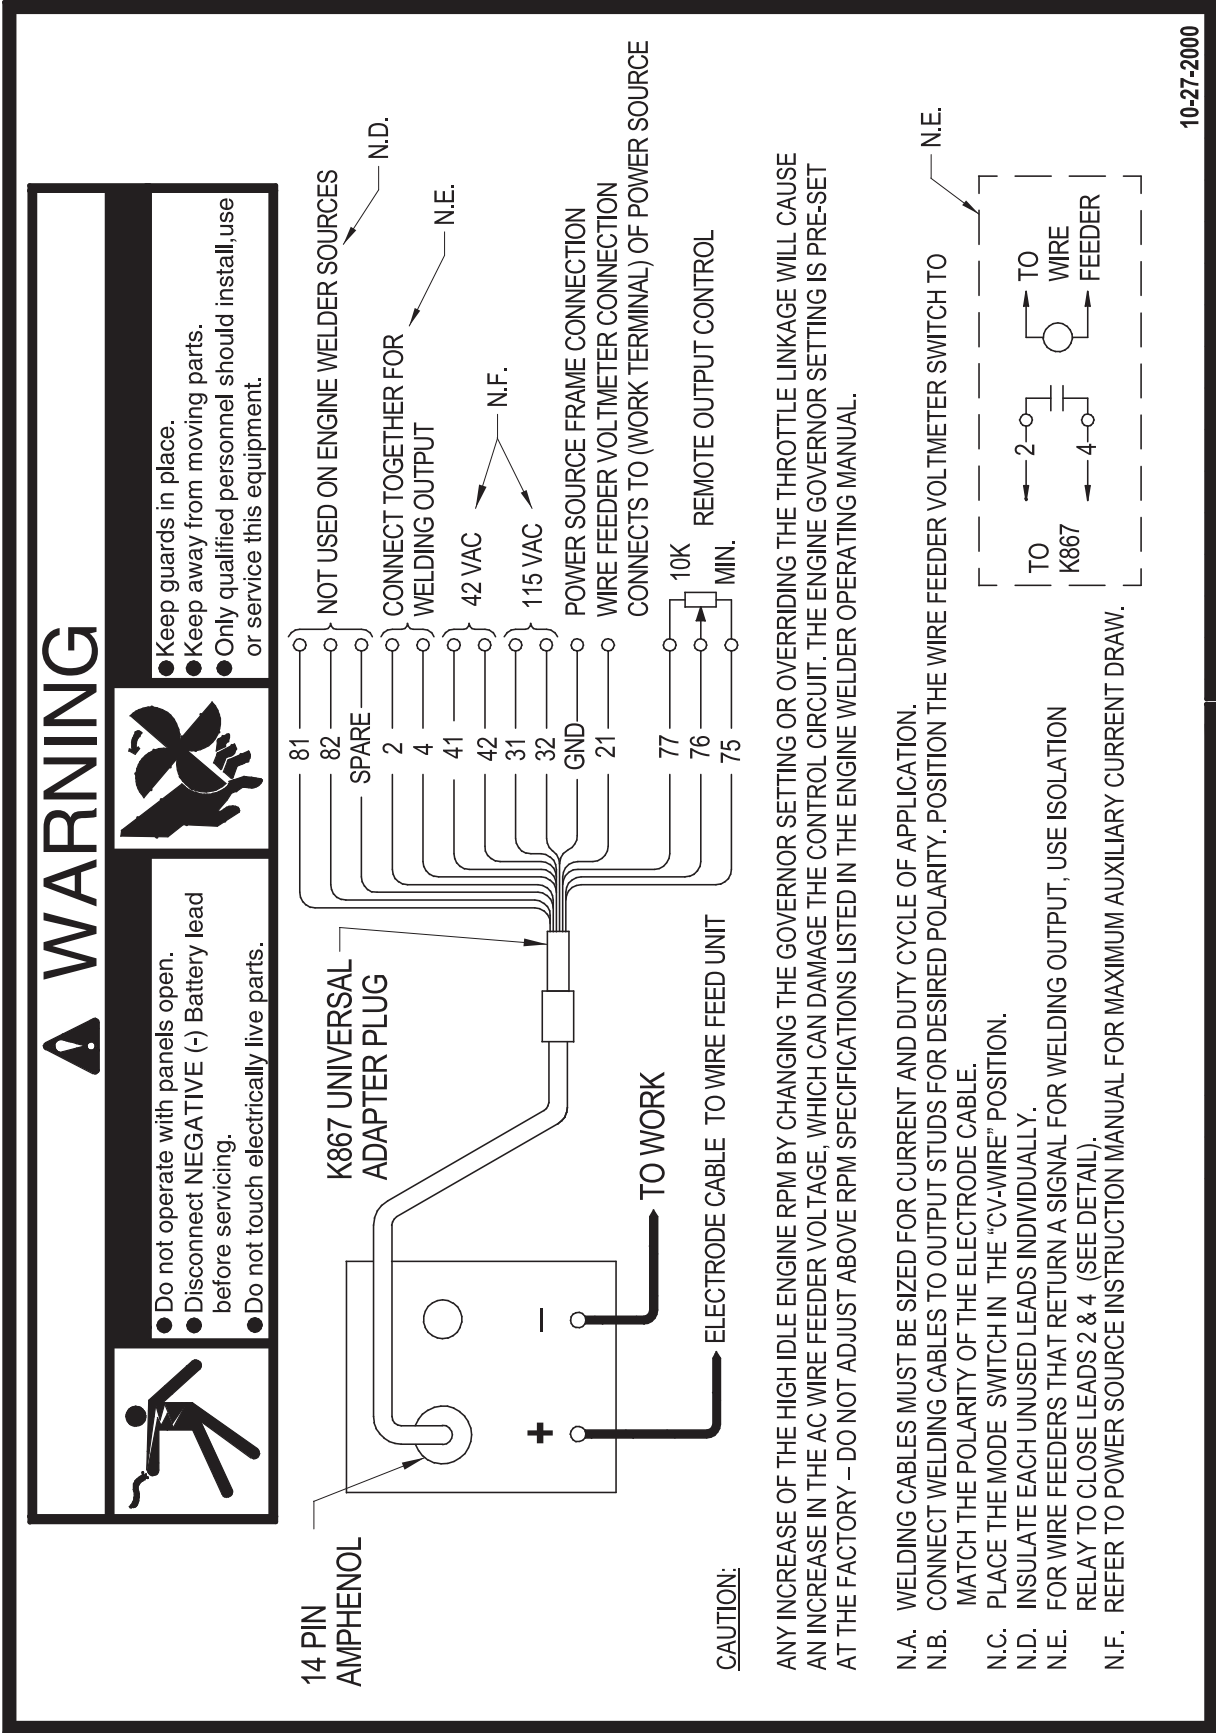 WARNING
● Do not operate with panels open.
● Disconnect NEGATIVE (-) Battery lead
before servicing.
● Do not touch electrically live parts.
● Keep guards in place.
● Keep away from moving parts.
● Only qualified personnel should install,use
or service this equipment.
14 PIN
AMPHENOL
K867 UNIVERSAL
ADAPTER PLUG
+
–
TO WORK
ELECTRODE CABLE TO WIRE FEED UNIT
81
82
SPARE
2
4
41
42
31
32
GND
21
77
76
75
NOT USED ON ENGINE WELDER SOURCES
N.D.
CONNECT TOGETHER FOR
WELDING OUTPUT
N.E.
42 VAC
115 VAC
N.F.
POWER SOURCE FRAME CONNECTION
WIRE FEEDER VOLTMETER CONNECTION
CONNECTS TO (WORK TERMINAL) OF POWER SOURCE
10K
MIN.
REMOTE OUTPUT CONTROL
CAUTION:
ANY INCREASE OF THE HIGH IDLE ENGINE RPM BY CHANGING THE GOVERNOR SETTING OR OVERRIDING THE THROTTLE LINKAGE WILL CAUSE
AN INCREASE IN THE AC WIRE FEEDER VOLTAGE, WHICH CAN DAMAGE THE CONTROL CIRCUIT. THE ENGINE GOVERNOR SETTING IS PRE-SET
AT THE FACTORY – DO NOT ADJUST ABOVE RPM SPECIFICATIONS LISTED IN THE ENGINE WELDER OPERATING MANUAL.
N.A. WELDING CABLES MUST BE SIZED FOR CURRENT AND DUTY CYCLE OF APPLICATION.
N.B. CONNECT WELDING CABLES TO OUTPUT STUDS FOR DESIRED POLARITY. POSITION THE WIRE FEEDER VOLTMETER SWITCH TO
MATCH THE POLARITY OF THE ELECTRODE CABLE.
N.C. PLACE THE MODE SWITCH IN THE "CV-WIRE" POSITION.
N.D. INSULATE EACH UNUSED LEADS INDIVIDUALLY.
N.E. FOR WIRE FEEDERS THAT RETURN A SIGNAL FOR WELDING OUTPUT, USE ISOLATION
RELAY TO CLOSE LEADS 2 & 4 (SEE DETAIL).
N.F. REFER TO POWER SOURCE INSTRUCTION MANUAL FOR MAXIMUM AUXILIARY CURRENT DRAW.
N.E.
TO
K867
2
4
TO
WIRE
FEEDER
10-27-2000